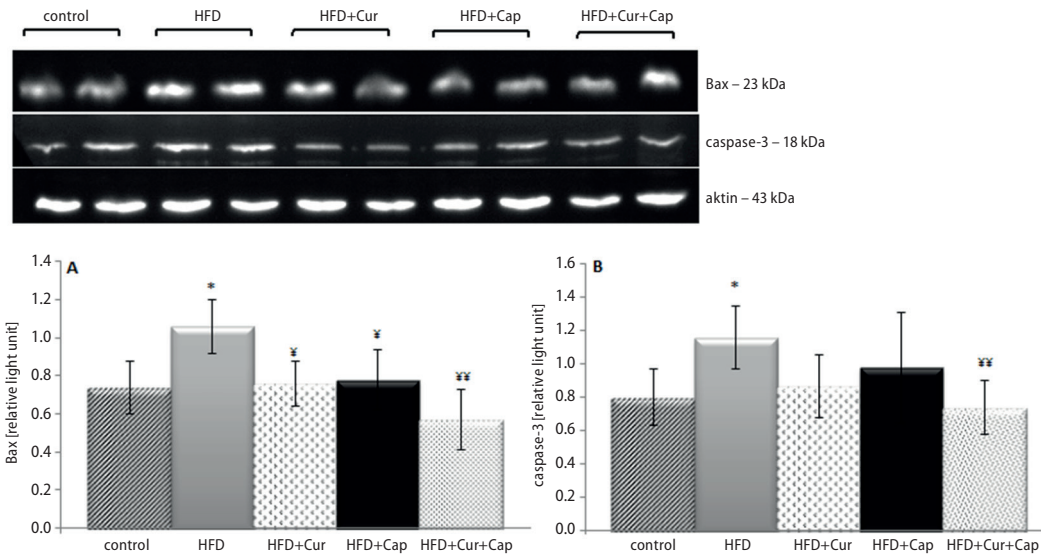 control HFD HFD+Cur HFD+Cap HFD+Cur+Cap
Bax – 23 kDa
caspase-3 – 18 kDa
aktin – 43 kDa
A
Bax [relative light unit]
1.4
1.2
1.0
0.8
0.6
0.4
0.2
0.0
*
¥
¥
¥¥
control HFD HFD+Cur HFD+Cap HFD+Cur+Cap
B
caspase-3 [relative light unit]
1.6
1.4
1.2
1.0
0.8
0.6
0.4
0.2
0.0
*
¥¥
control HFD HFD+Cur HFD+Cap HFD+Cur+Cap